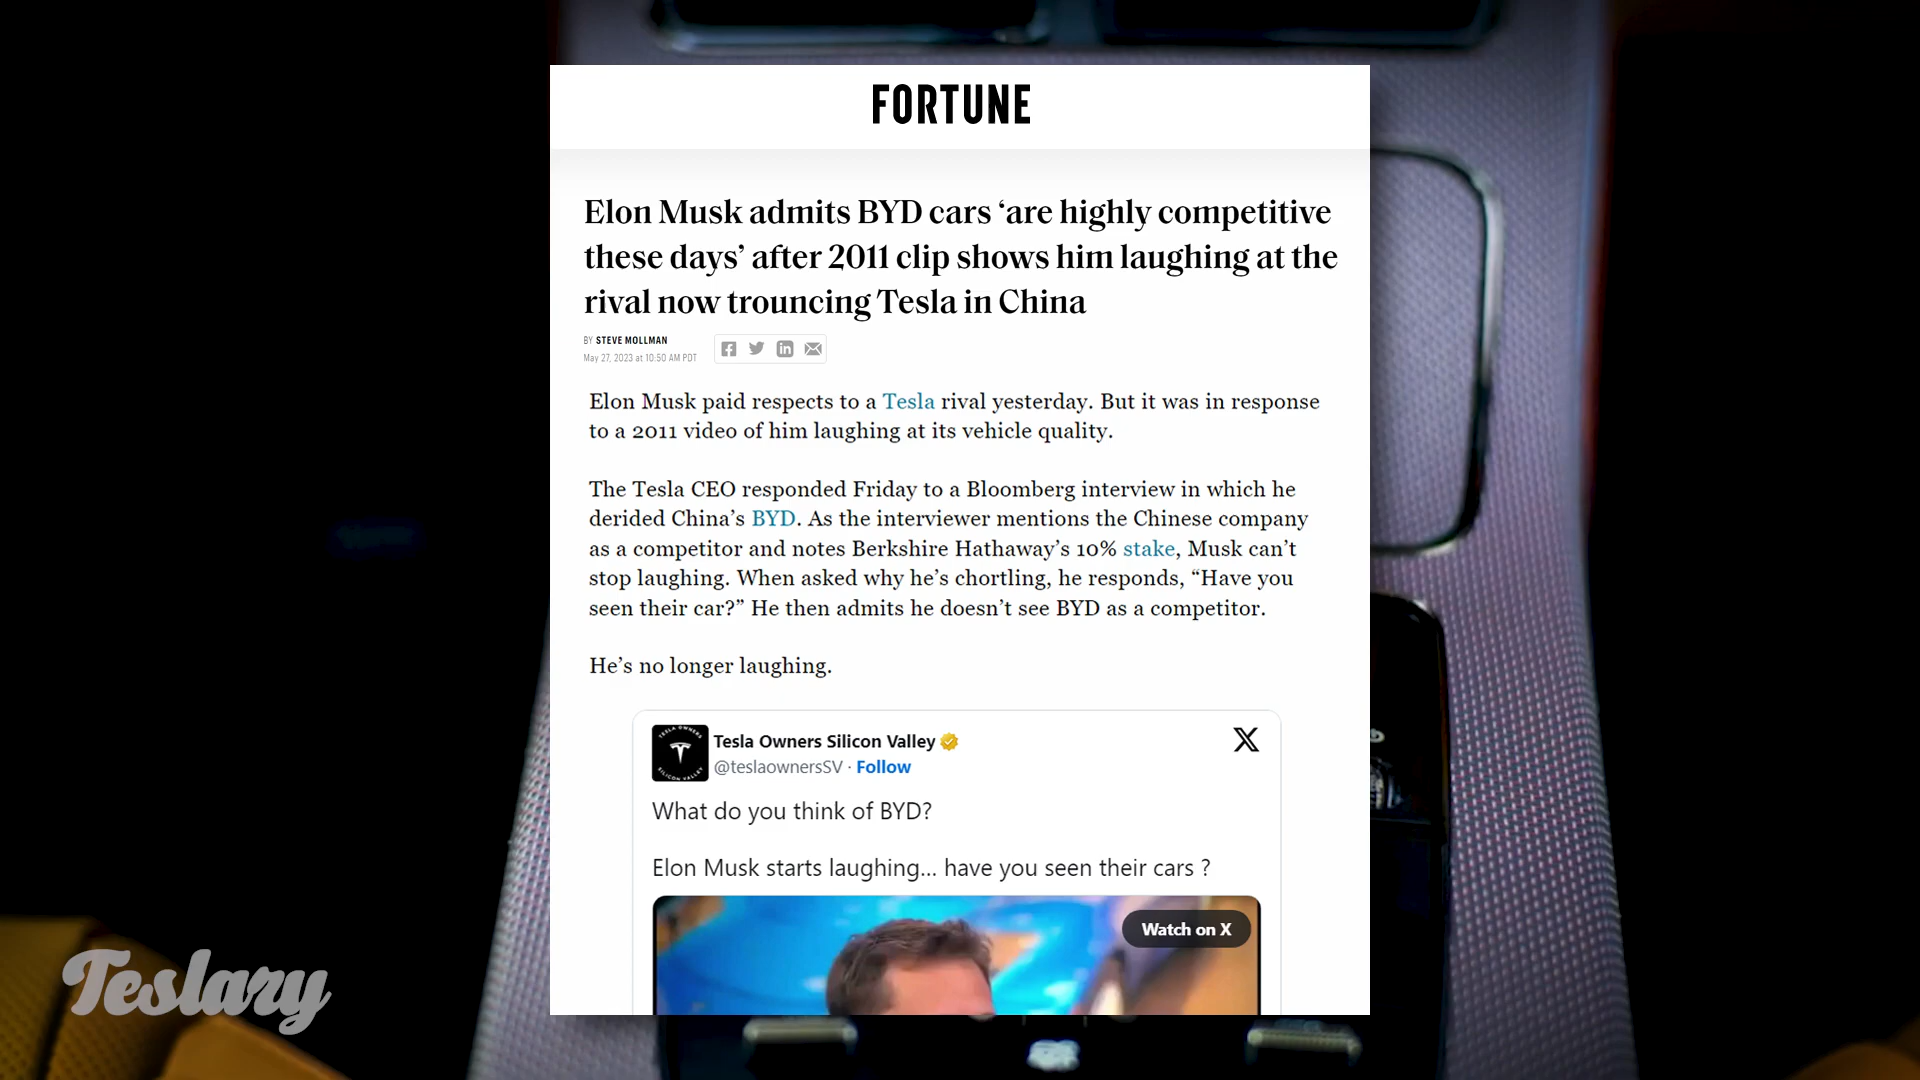 FORTUNE
Elon Musk admits BYD cars ‘are highly competitive
these days’ after 2011 clip shows him laughing at the
rival now trouncing Tesla in China
BY STEVE MOLLMAN
May 27, 2023 at 10:50 AM PDT
Elon Musk paid respects to a Tesla rival yesterday. But it was in response
to a 2011 video of him laughing at its vehicle quality.
The Tesla CEO responded Friday to a Bloomberg interview in which he
derided China’s BYD. As the interviewer mentions the Chinese company
as a competitor and notes Berkshire Hathaway’s 10% stake, Musk can’t
stop laughing. When asked why he’s chortling, he responds, “Have you
seen their car?” He then admits he doesn’t see BYD as a competitor.
He’s no longer laughing.
Tesla Owners Silicon Valley
@teslaownersSV · Follow
What do you think of BYD?
Elon Musk starts laughing... have you seen their cars ?
Watch on X
Teslary